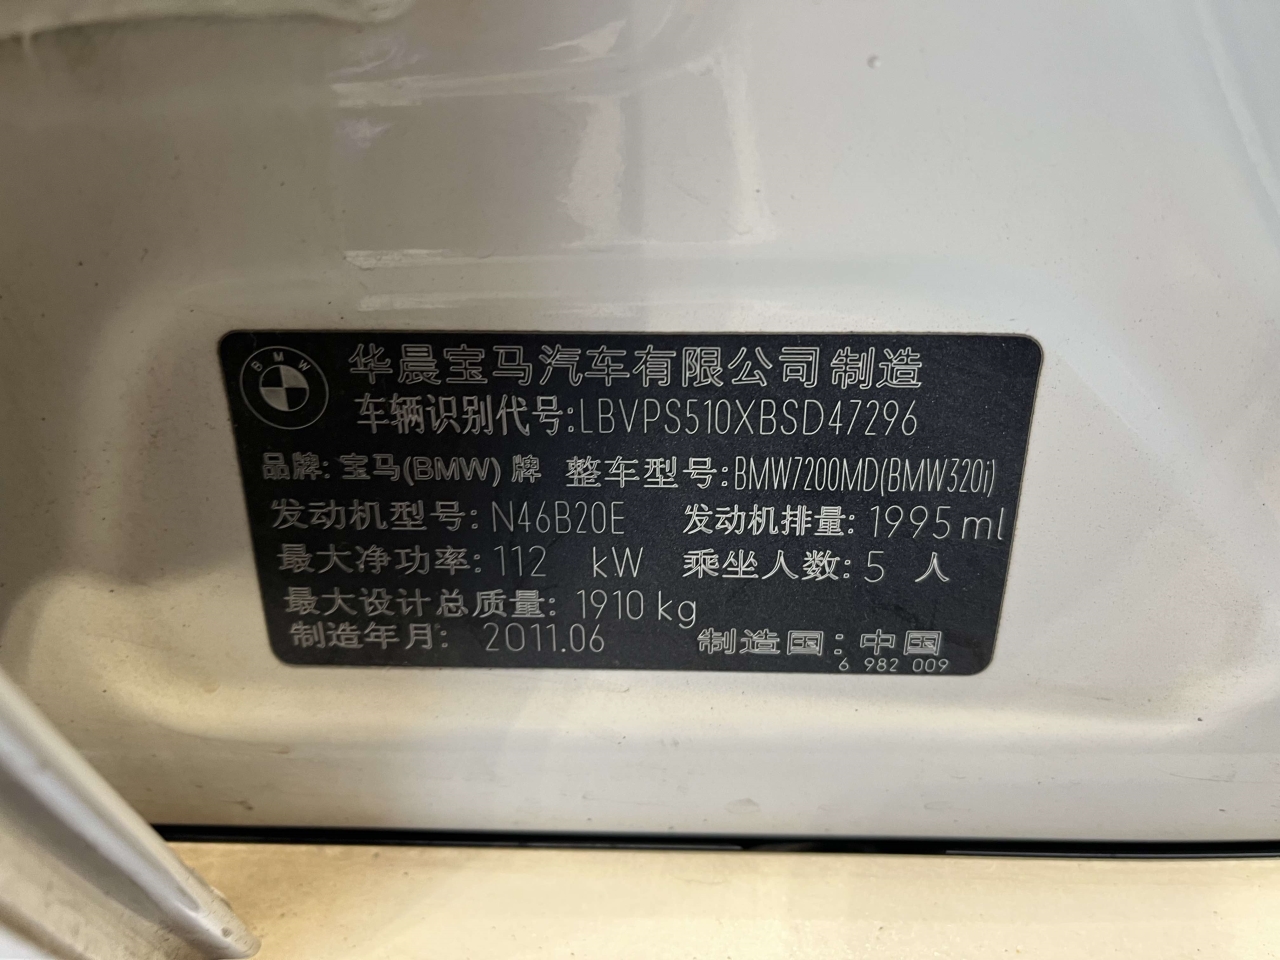 BMW
华晨宝马汽车有限公司 制造
车辆识别代号:LBVPS510XBSD47296
品牌: 宝马(BMW) 牌 整车型号:BMW7200MD(BMW320i)
发动机型号: N46B20E 发动机排量: 1995 ml
最大净功率: 112 kW 乘坐人数: 5 人
最大设计总质量: 1910 kg
制造年月: 2011.06 制造国: 中国
6 982 009